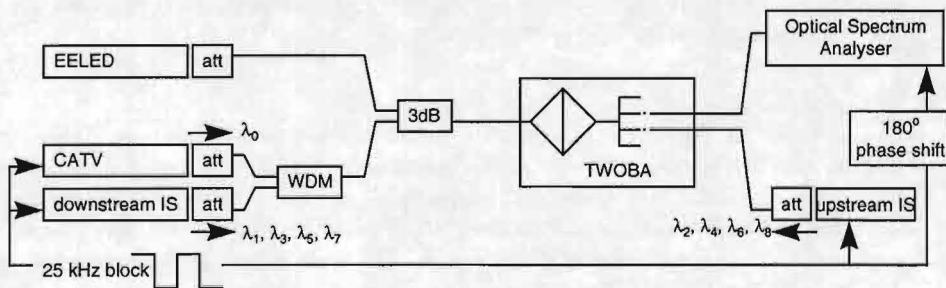 EELED att
Optical Spectrum
Analyser
λ0
3dB
CATV att
WDM
TWOBA
180° phase shift
downstream IS att
att upstream IS
λ1, λ3, λ5, λ7
λ2, λ4, λ6, λ8
25 kHz block